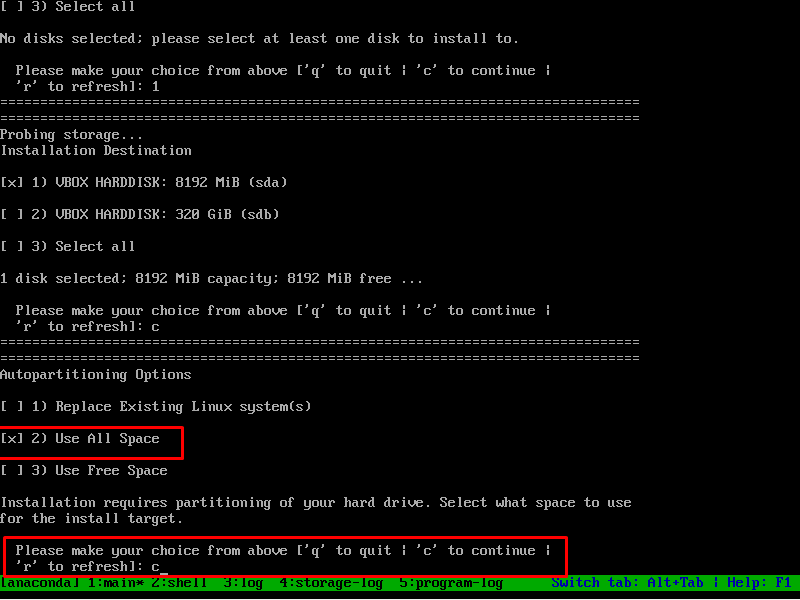 [ ] 3) Select all
No disks selected; please select at least one disk to install to.
Please make your choice from above ['q' to quit | 'c' to continue |
'r' to refresh]: 1
================================================================================
================================================================================
Probing storage...
Installation Destination
[x] 1) VBOX HARDDISK: 8192 MiB (sda)
[ ] 2) VBOX HARDDISK: 320 GiB (sdb)
[ ] 3) Select all
1 disk selected; 8192 MiB capacity; 8192 MiB free ...
Please make your choice from above ['q' to quit | 'c' to continue |
'r' to refresh]: c
================================================================================
================================================================================
Autopartitioning Options
[ ] 1) Replace Existing Linux system(s)
[x] 2) Use All Space
[ ] 3) Use Free Space
Installation requires partitioning of your hard drive. Select what space to use
for the install target.
Please make your choice from above ['q' to quit | 'c' to continue |
'r' to refresh]: c_
[anaconda] 1:main* 2:shell 3:log 4:storage-log 5:program-log Switch tab: Alt+Tab | Help: F1